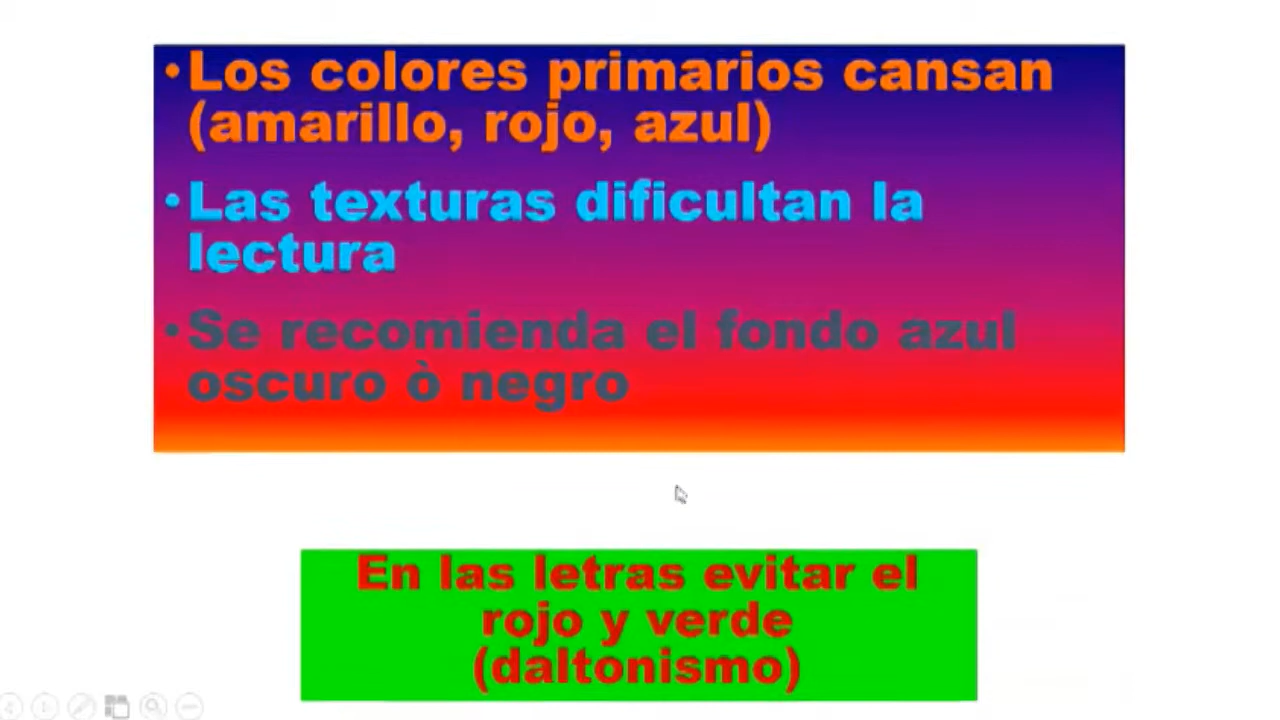 •Los colores primarios cansan
(amarillo, rojo, azul)
•Las texturas dificultan la
lectura
•Se recomienda el fondo azul
oscuro ò negro
En las letras evitar el
rojo y verde
(daltonismo)